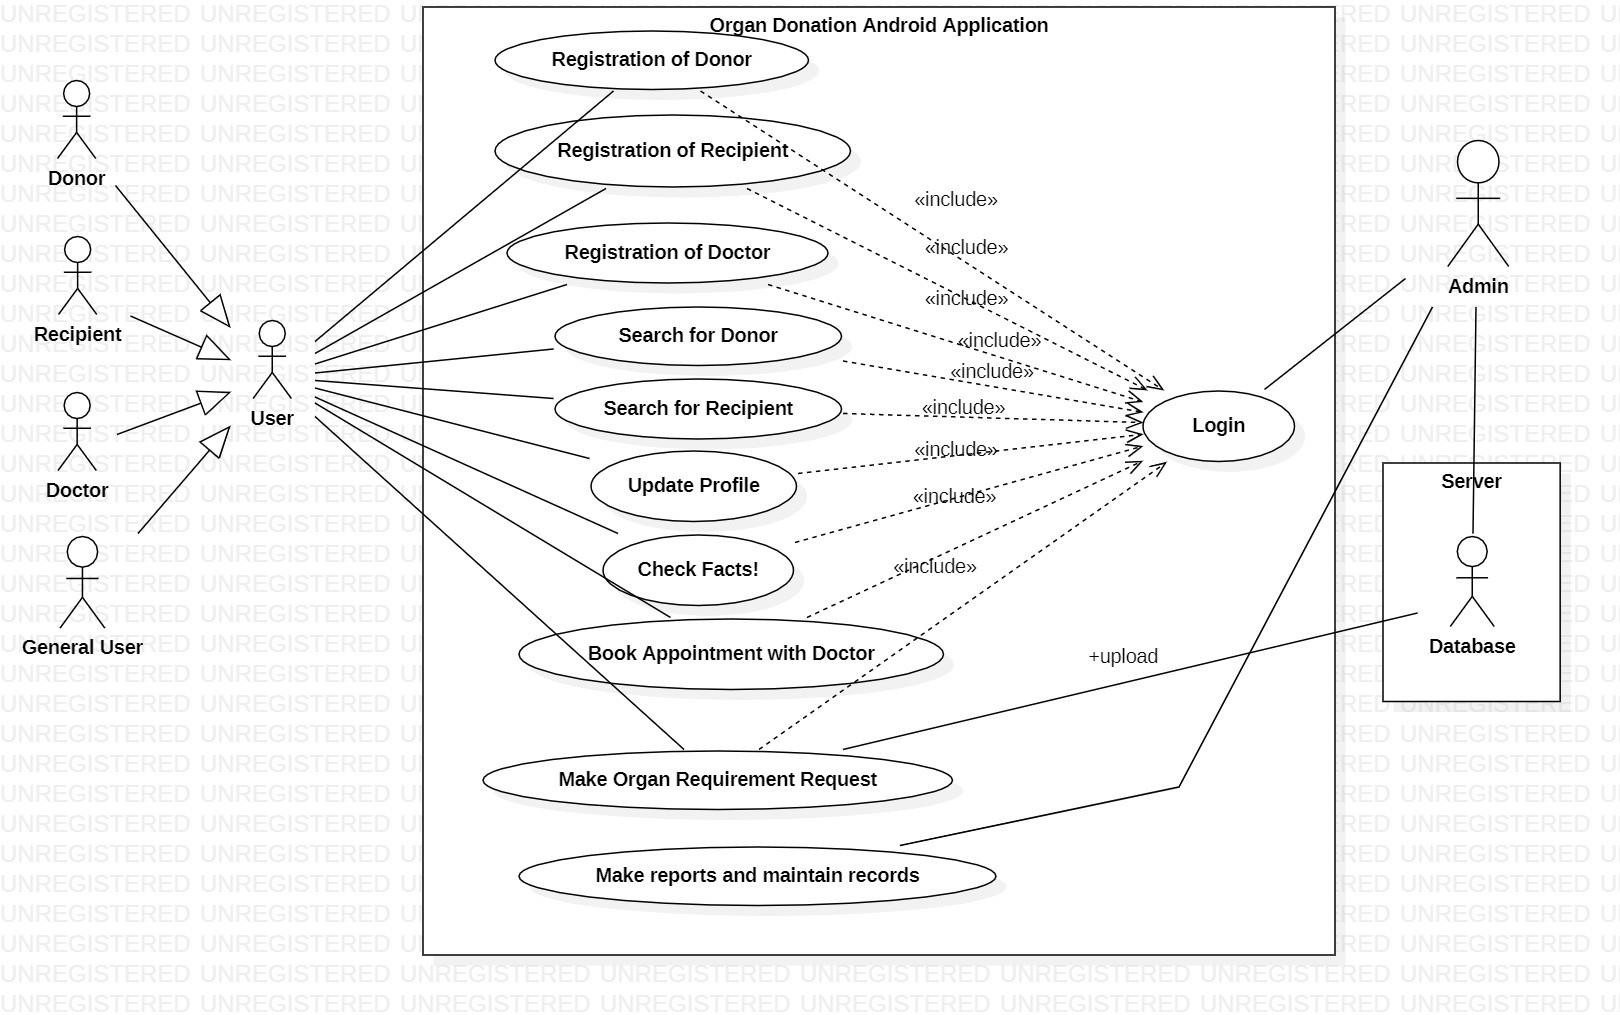 Organ Donation Android Application
Registration of Donor
Registration of Recipient
Registration of Doctor
Search for Donor
Search for Recipient
Update Profile
Check Facts!
Book Appointment with Doctor
Make Organ Requirement Request
Make reports and maintain records
Donor
Recipient
Doctor
General User
User
«include»
«include»
«include»
«include»
«include»
«include»
«include»
«include»
«include»
Login
+upload
Admin
Server
Database
UNREGISTERED